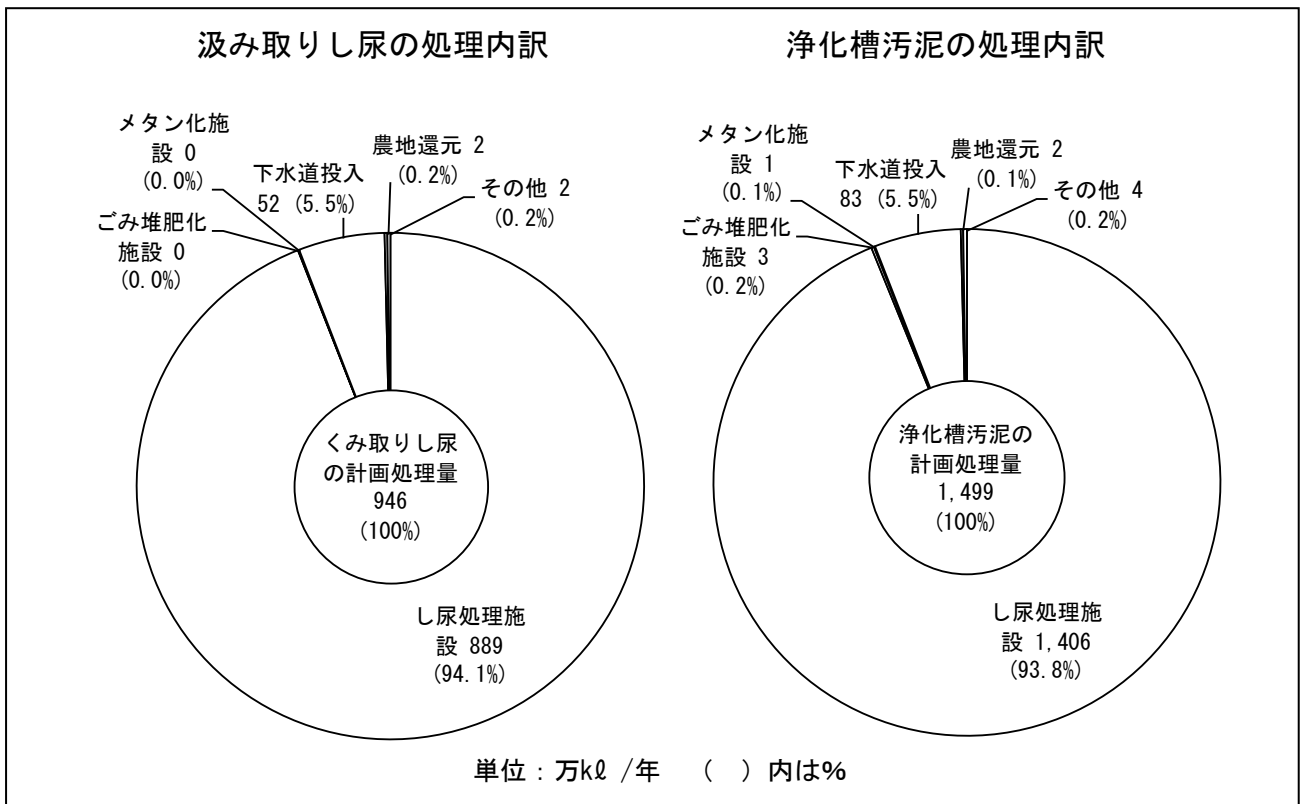 汲み取りし尿の処理内訳
メタン化施
設 0
(0.0%)
ごみ堆肥化
施設 0
(0.0%)
下水道投入
52 (5.5%)
農地還元 2
(0.2%)
その他 2
(0.2%)
くみ取りし尿
の計画処理量
946
(100%)
し尿処理施
設 889
(94.1%)
浄化槽汚泥の処理内訳
メタン化施
設 1
(0.1%)
ごみ堆肥化
施設 3
(0.2%)
下水道投入
83 (5.5%)
農地還元 2
(0.1%)
その他 4
(0.2%)
浄化槽汚泥の
計画処理量
1,499
(100%)
し尿処理施
設 1,406
(93.8%)
単位：万kℓ /年　（　）内は%